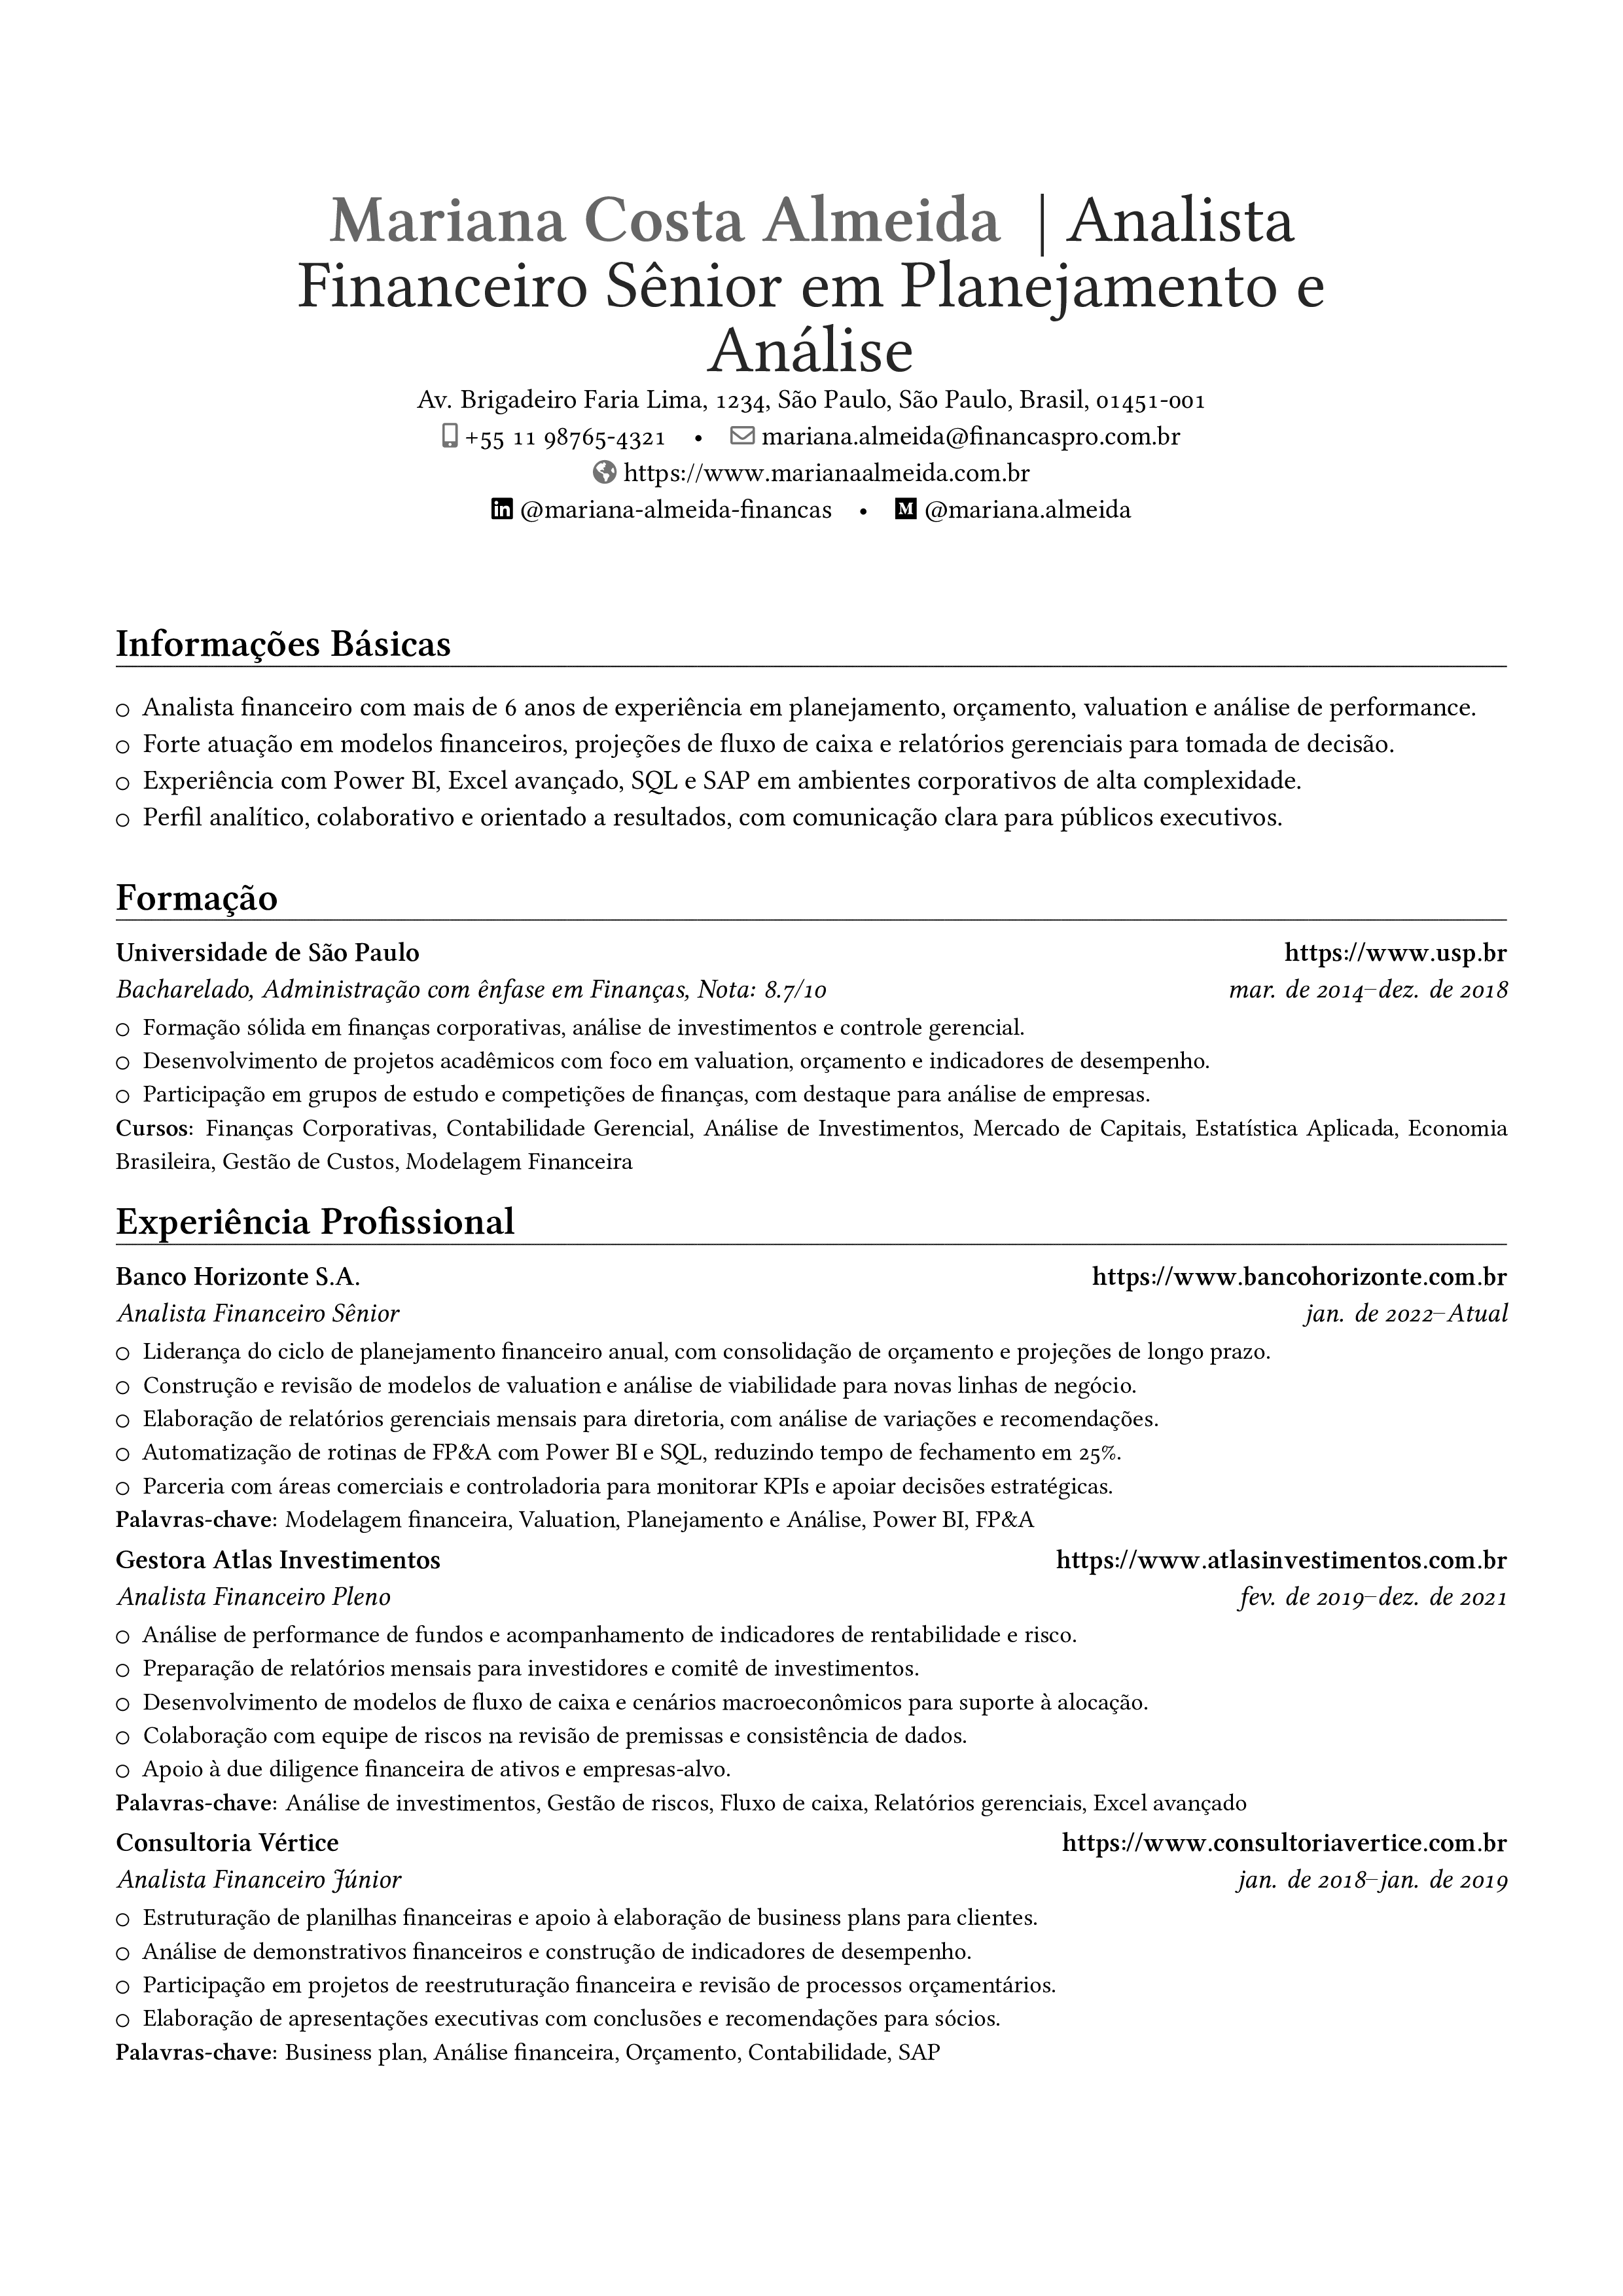 Mariana Costa Almeida | Analista
Financeiro Sênior em Planejamento e
Análise
Av. Brigadeiro Faria Lima, 1234, São Paulo, São Paulo, Brasil, 01451-001
+55 11 98765-4321 • mariana.almeida@financaspro.com.br
https://www.marianaalmeida.com.br
@mariana-almeida-financas • @mariana.almeida
Informações Básicas
Analista financeiro com mais de 6 anos de experiência em planejamento, orçamento, valuation e análise de performance.
Forte atuação em modelos financeiros, projeções de fluxo de caixa e relatórios gerenciais para tomada de decisão.
Experiência com Power BI, Excel avançado, SQL e SAP em ambientes corporativos de alta complexidade.
Perfil analítico, colaborativo e orientado a resultados, com comunicação clara para públicos executivos.
Formação
Universidade de São Paulo https://www.usp.br
Bacharelado, Administração com ênfase em Finanças, Nota: 8.7/10 mar. de 2014–dez. de 2018
Formação sólida em finanças corporativas, análise de investimentos e controle gerencial.
Desenvolvimento de projetos acadêmicos com foco em valuation, orçamento e indicadores de desempenho.
Participação em grupos de estudo e competições de finanças, com destaque para análise de empresas.
Cursos: Finanças Corporativas, Contabilidade Gerencial, Análise de Investimentos, Mercado de Capitais, Estatística Aplicada, Economia
Brasileira, Gestão de Custos, Modelagem Financeira
Experiência Profissional
Banco Horizonte S.A. https://www.bancohorizonte.com.br
Analista Financeiro Sênior jan. de 2022–Atual
Liderança do ciclo de planejamento financeiro anual, com consolidação de orçamento e projeções de longo prazo.
Construção e revisão de modelos de valuation e análise de viabilidade para novas linhas de negócio.
Elaboração de relatórios gerenciais mensais para diretoria, com análise de variações e recomendações.
Automatização de rotinas de FP&A com Power BI e SQL, reduzindo tempo de fechamento em 25%.
Parceria com áreas comerciais e controladoria para monitorar KPIs e apoiar decisões estratégicas.
Palavras-chave: Modelagem financeira, Valuation, Planejamento e Análise, Power BI, FP&A
Gestora Atlas Investimentos https://www.atlasinvestimentos.com.br
Analista Financeiro Pleno fev. de 2019–dez. de 2021
Análise de performance de fundos e acompanhamento de indicadores de rentabilidade e risco.
Preparação de relatórios mensais para investidores e comitê de investimentos.
Desenvolvimento de modelos de fluxo de caixa e cenários macroeconômicos para suporte à alocação.
Colaboração com equipe de riscos na revisão de premissas e consistência de dados.
Apoio à due diligence financeira de ativos e empresas-alvo.
Palavras-chave: Análise de investimentos, Gestão de riscos, Fluxo de caixa, Relatórios gerenciais, Excel avançado
Consultoria Vértice https://www.consultoriavertice.com.br
Analista Financeiro Júnior jan. de 2018–jan. de 2019
Estruturação de planilhas financeiras e apoio à elaboração de business plans para clientes.
Análise de demonstrativos financeiros e construção de indicadores de desempenho.
Participação em projetos de reestruturação financeira e revisão de processos orçamentários.
Elaboração de apresentações executivas com conclusões e recomendações para sócios.
Palavras-chave: Business plan, Análise financeira, Orçamento, Contabilidade, SAP